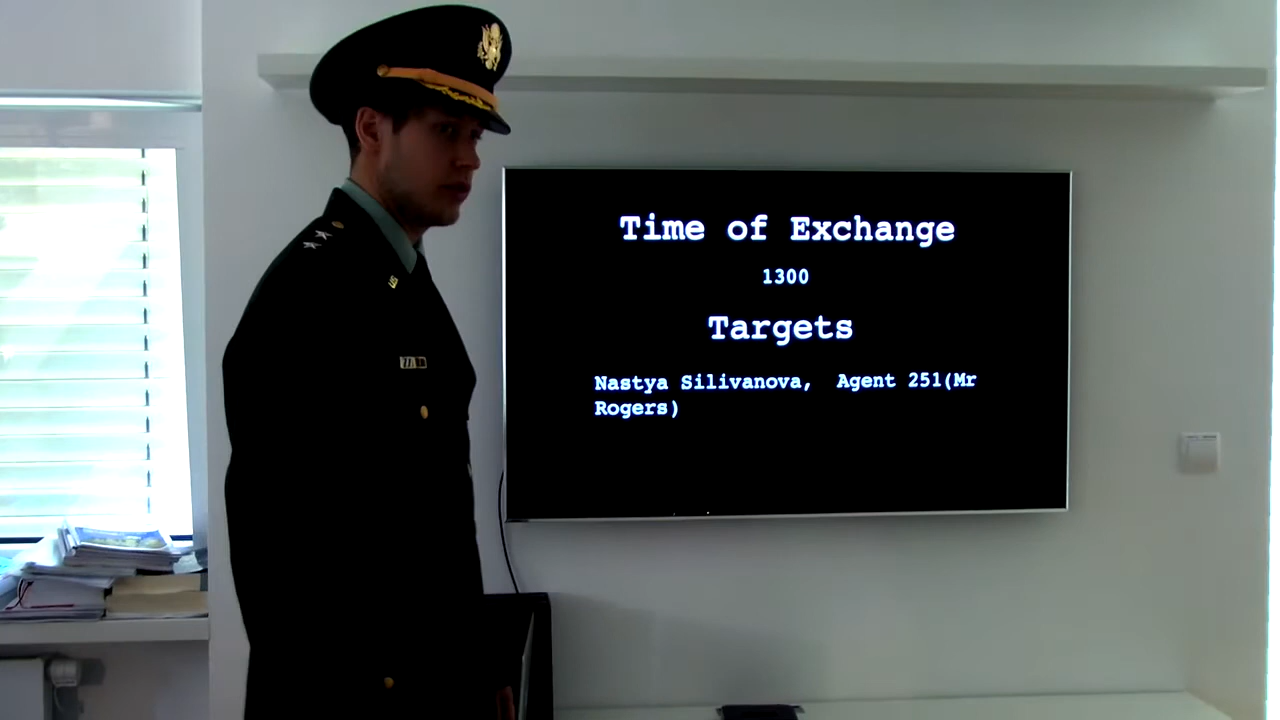 Time of Exchange
1300
Targets
Nastya Silivanova, Agent 251(Mr
Rogers)